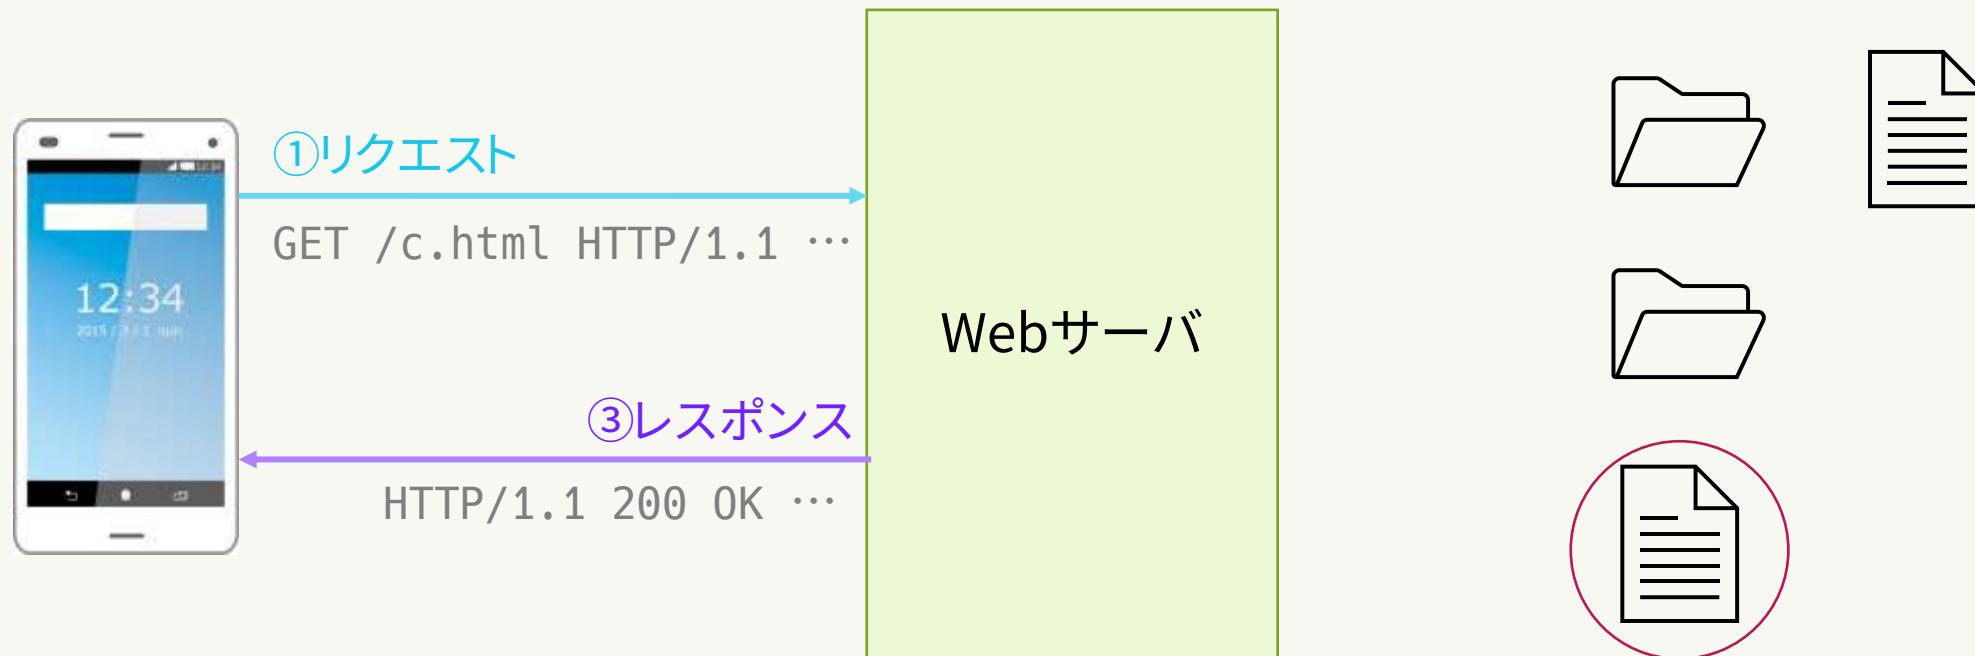 ①リクエスト
GET /c.html HTTP/1.1 …
12:34
Webサーバ
③レスポンス
HTTP/1.1 200 OK …